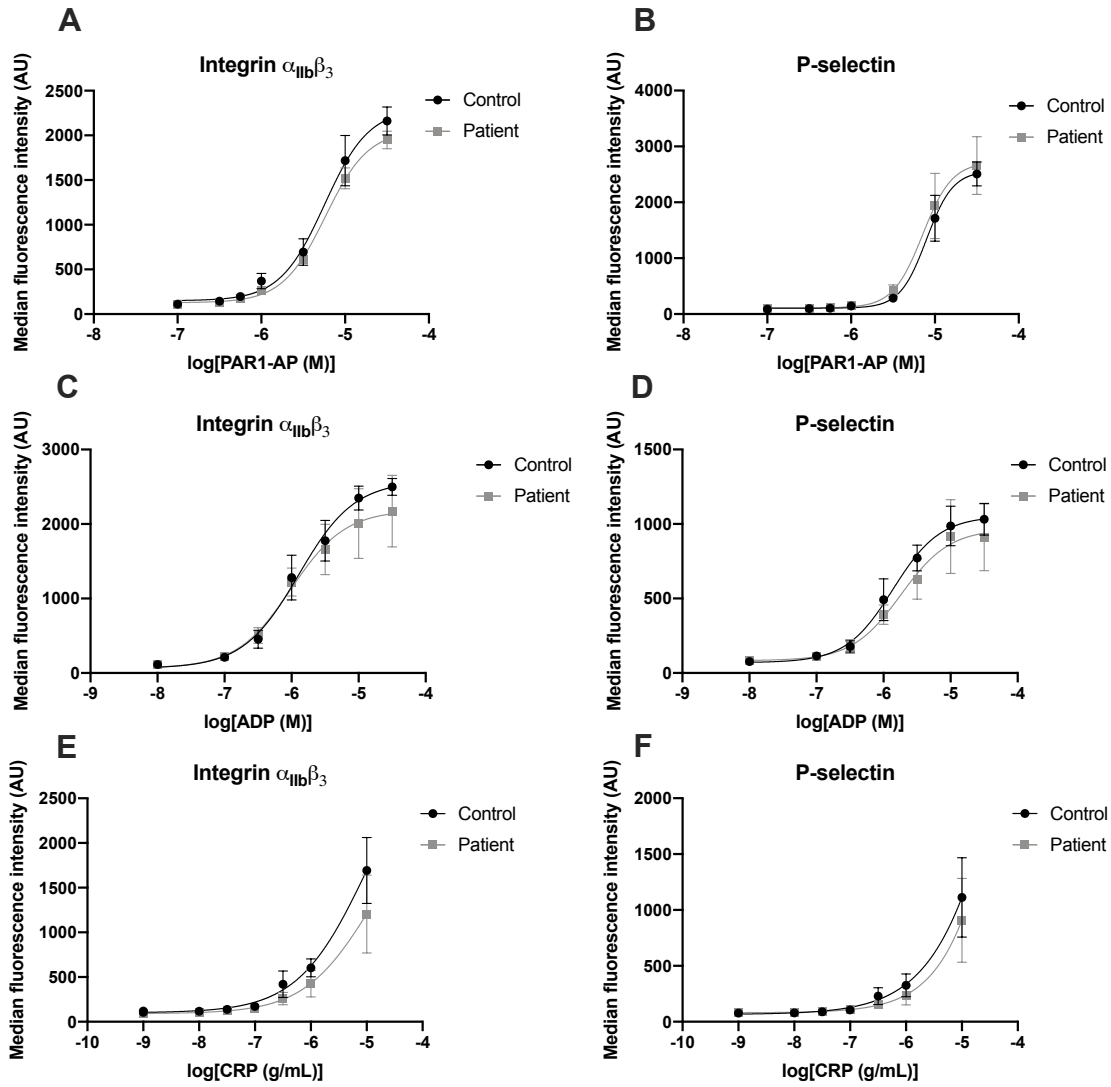 A
Integrin αIIbβ3
Median fluorescence intensity (AU)
2500
2000
1500
1000
500
0
-8
-7
-6
-5
-4
log[PAR1-AP (M)]
Control
Patient
B
P-selectin
Median fluorescence intensity (AU)
4000
3000
2000
1000
0
-8
-7
-6
-5
-4
log[PAR1-AP (M)]
Control
Patient
C
Integrin αIIbβ3
Median fluorescence intensity (AU)
3000
2000
1000
0
-9
-8
-7
-6
-5
-4
log[ADP (M)]
Control
Patient
D
P-selectin
Median fluorescence intensity (AU)
1500
1000
500
0
-9
-8
-7
-6
-5
-4
log[ADP (M)]
Control
Patient
E
Integrin αIIbβ3
Median fluorescence intensity (AU)
2500
2000
1500
1000
500
0
-10
-9
-8
-7
-6
-5
-4
log[CRP (g/mL)]
Control
Patient
F
P-selectin
Median fluorescence intensity (AU)
2000
1500
1000
500
0
-10
-9
-8
-7
-6
-5
-4
log[CRP (g/mL)]
Control
Patient